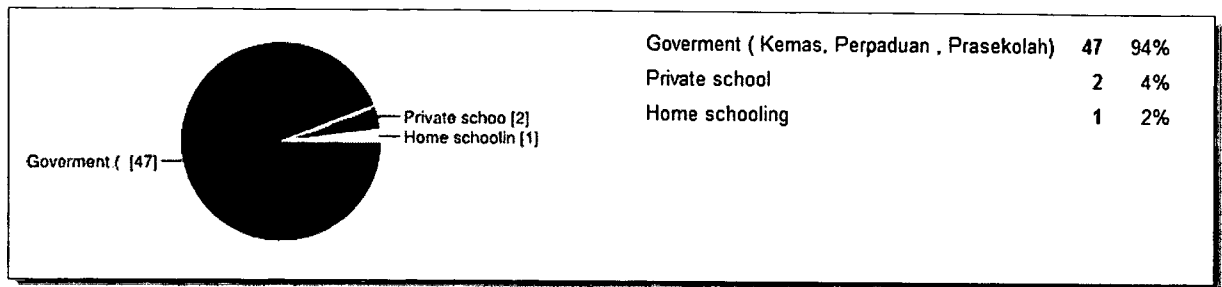 Goverment ( [47]
Private schoo [2]
Home schoolin [1]
Goverment ( Kemas, Perpaduan , Prasekolah) 47 94%
Private school 2 4%
Home schooling 1 2%